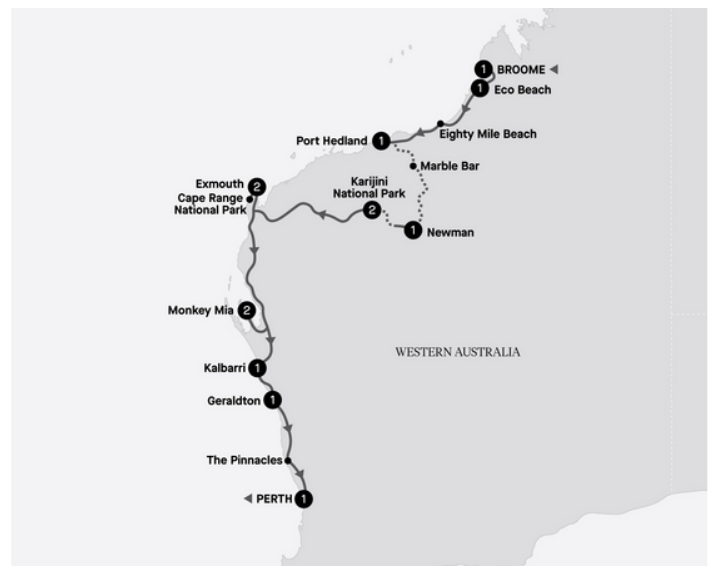 1 BROOME
1 Eco Beach
Eighty Mile Beach
Port Hedland 1
Marble Bar
Exmouth 2
Cape Range
National Park
Karijini
National Park
2
1 Newman
Monkey Mia 2
WESTERN AUSTRALIA
Kalbarri 1
Geraldton 1
The Pinnacles
PERTH 1